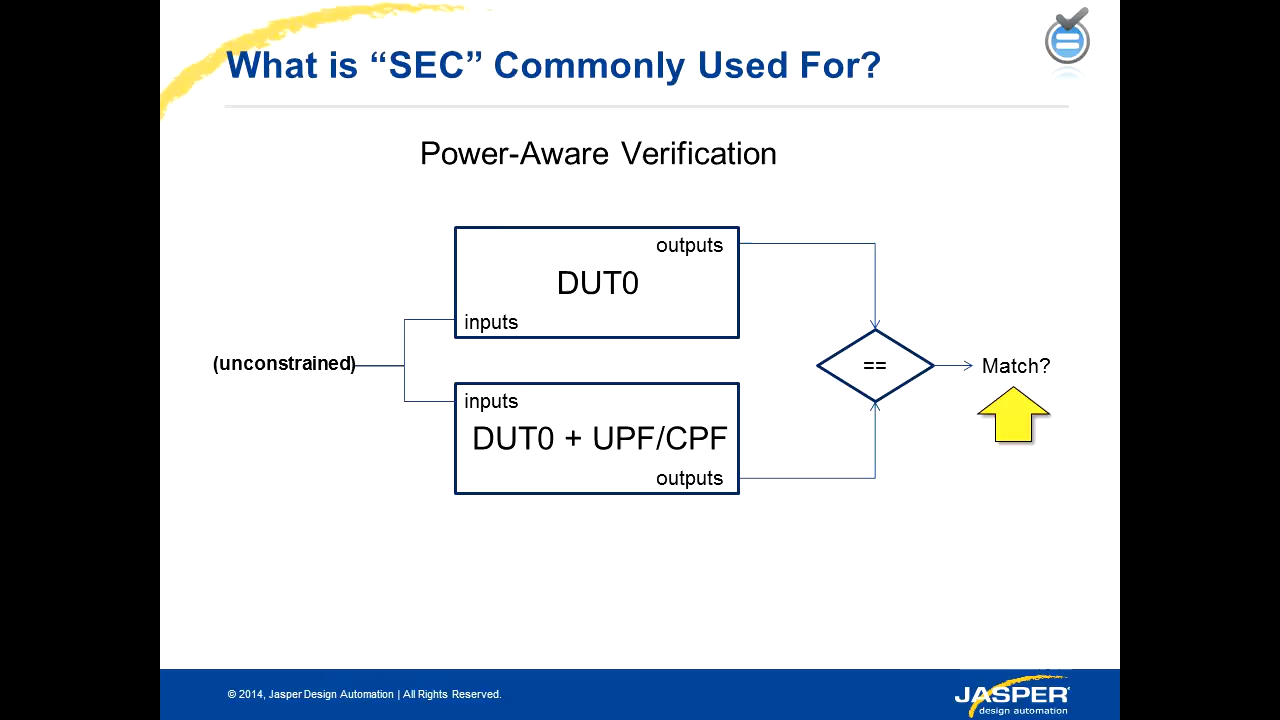 What is “SEC” Commonly Used For?
Power-Aware Verification
outputs
DUT0
inputs
(unconstrained)
==
Match?
inputs
DUT0 + UPF/CPF
outputs
© 2014, Jasper Design Automation | All Rights Reserved.
JASPER
design automation